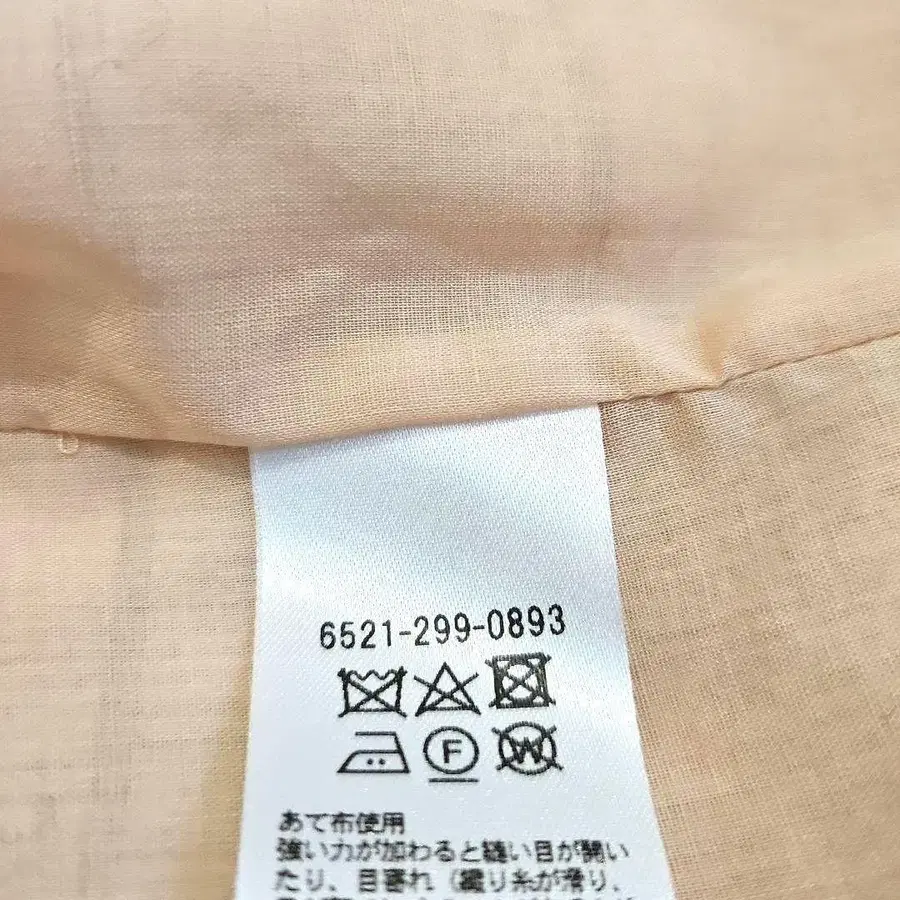 6521-299-0893
F
W
あて布使用
強い力が加わると縫い目が開い
たり、目寄れ(織り糸が滑り、